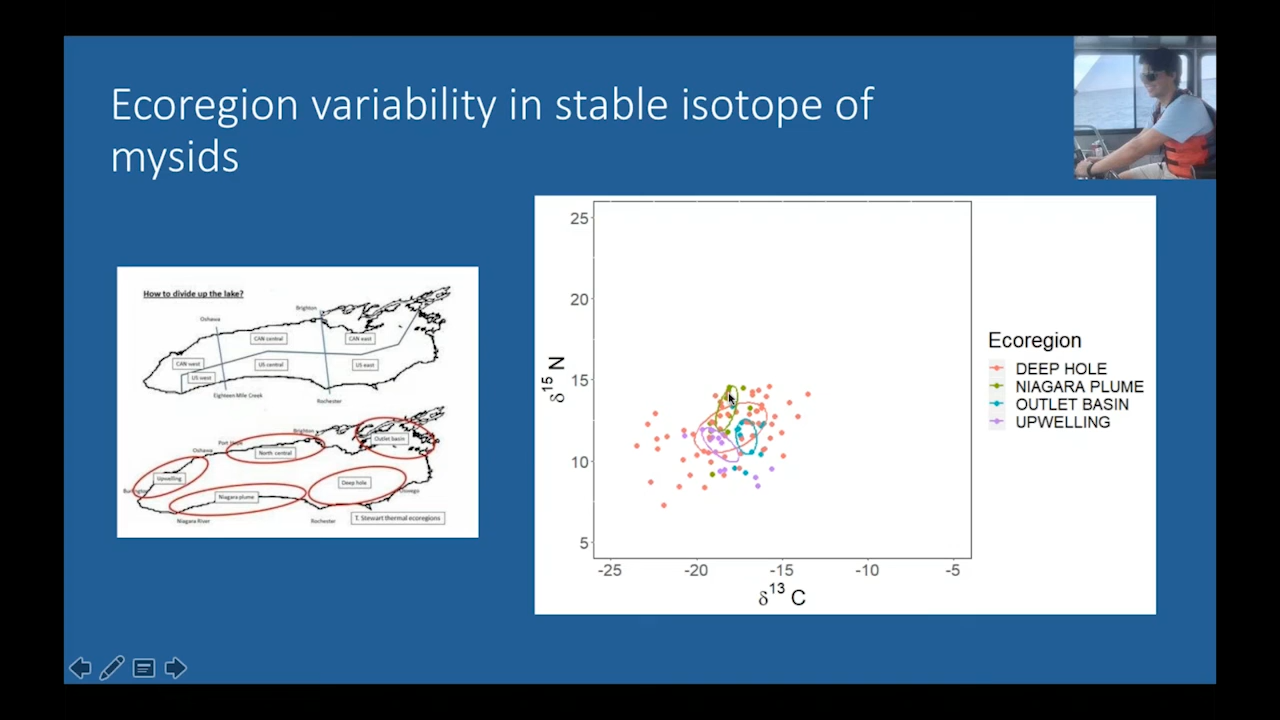 Ecoregion variability in stable isotope of
mysids
How to divide up the lake?
Brighton
Oshawa
CAN central
CAN east
CAN west
US central
US east
US west
Eighteen Mile Creek
Rochester
Brighton
Outlet basin
Port Hope
Oshawa
North central
Upwelling
Deep hole
Burlington
Niagara plume
Oswego
Niagara River
Rochester
T. Stewart thermal ecoregions
25
20
15
10
5
δ15 N
-25
-20
-15
-10
-5
δ13 C
Ecoregion
DEEP HOLE
NIAGARA PLUME
OUTLET BASIN
UPWELLING